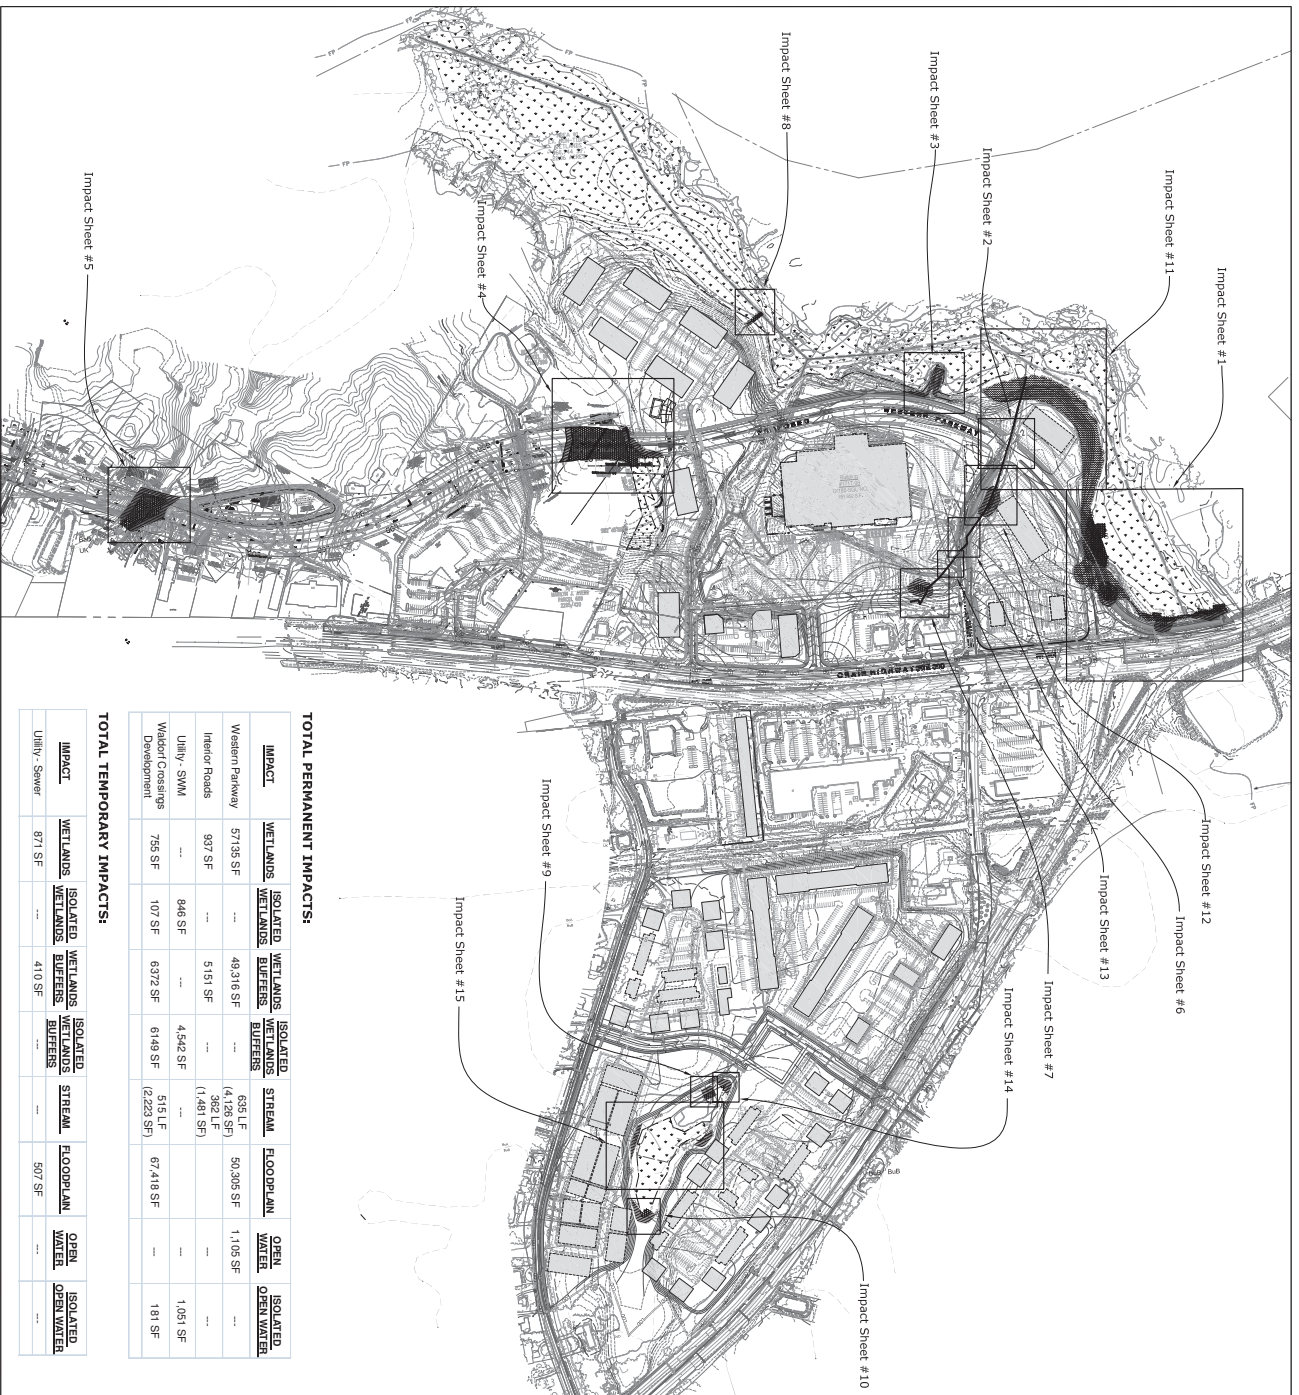 Impact Sheet #1
Impact Sheet #11
Impact Sheet #2
Impact Sheet #3
Impact Sheet #8
Impact Sheet #4
Impact Sheet #5
Impact Sheet #12
Impact Sheet #6
Impact Sheet #13
Impact Sheet #7
Impact Sheet #14
Impact Sheet #9
Impact Sheet #15
Impact Sheet #10
WESTERN PARKWAY
FP
FP
FP
FP
FP
FP
BuB
TOTAL PERMANENT IMPACTS:
IMPACT WETLANDS ISOLATED WETLANDS WETLANDS BUFFERS ISOLATED WETLANDS BUFFERS STREAM FLOODPLAIN OPEN WATER ISOLATED OPEN WATER
Western Parkway 57135 SF --- 49,316 SF --- 635 LF (4,126 SF) 50,305 SF 1,105 SF ---
Interior Roads 937 SF --- 5151 SF --- 362 LF (1,481 SF) --- ---
Utility - SWM --- 846 SF --- 4,542 SF --- --- 1,051 SF
Waldorf Crossings Development 755 SF 107 SF 6372 SF 6149 SF 515 LF (2,223 SF) 67,418 SF --- 181 SF
TOTAL TEMPORARY IMPACTS:
IMPACT WETLANDS ISOLATED WETLANDS WETLANDS BUFFERS ISOLATED WETLANDS BUFFERS STREAM FLOODPLAIN OPEN WATER ISOLATED OPEN WATER
Utility - Sewer 871 SF --- 410 SF --- --- 507 SF --- ---